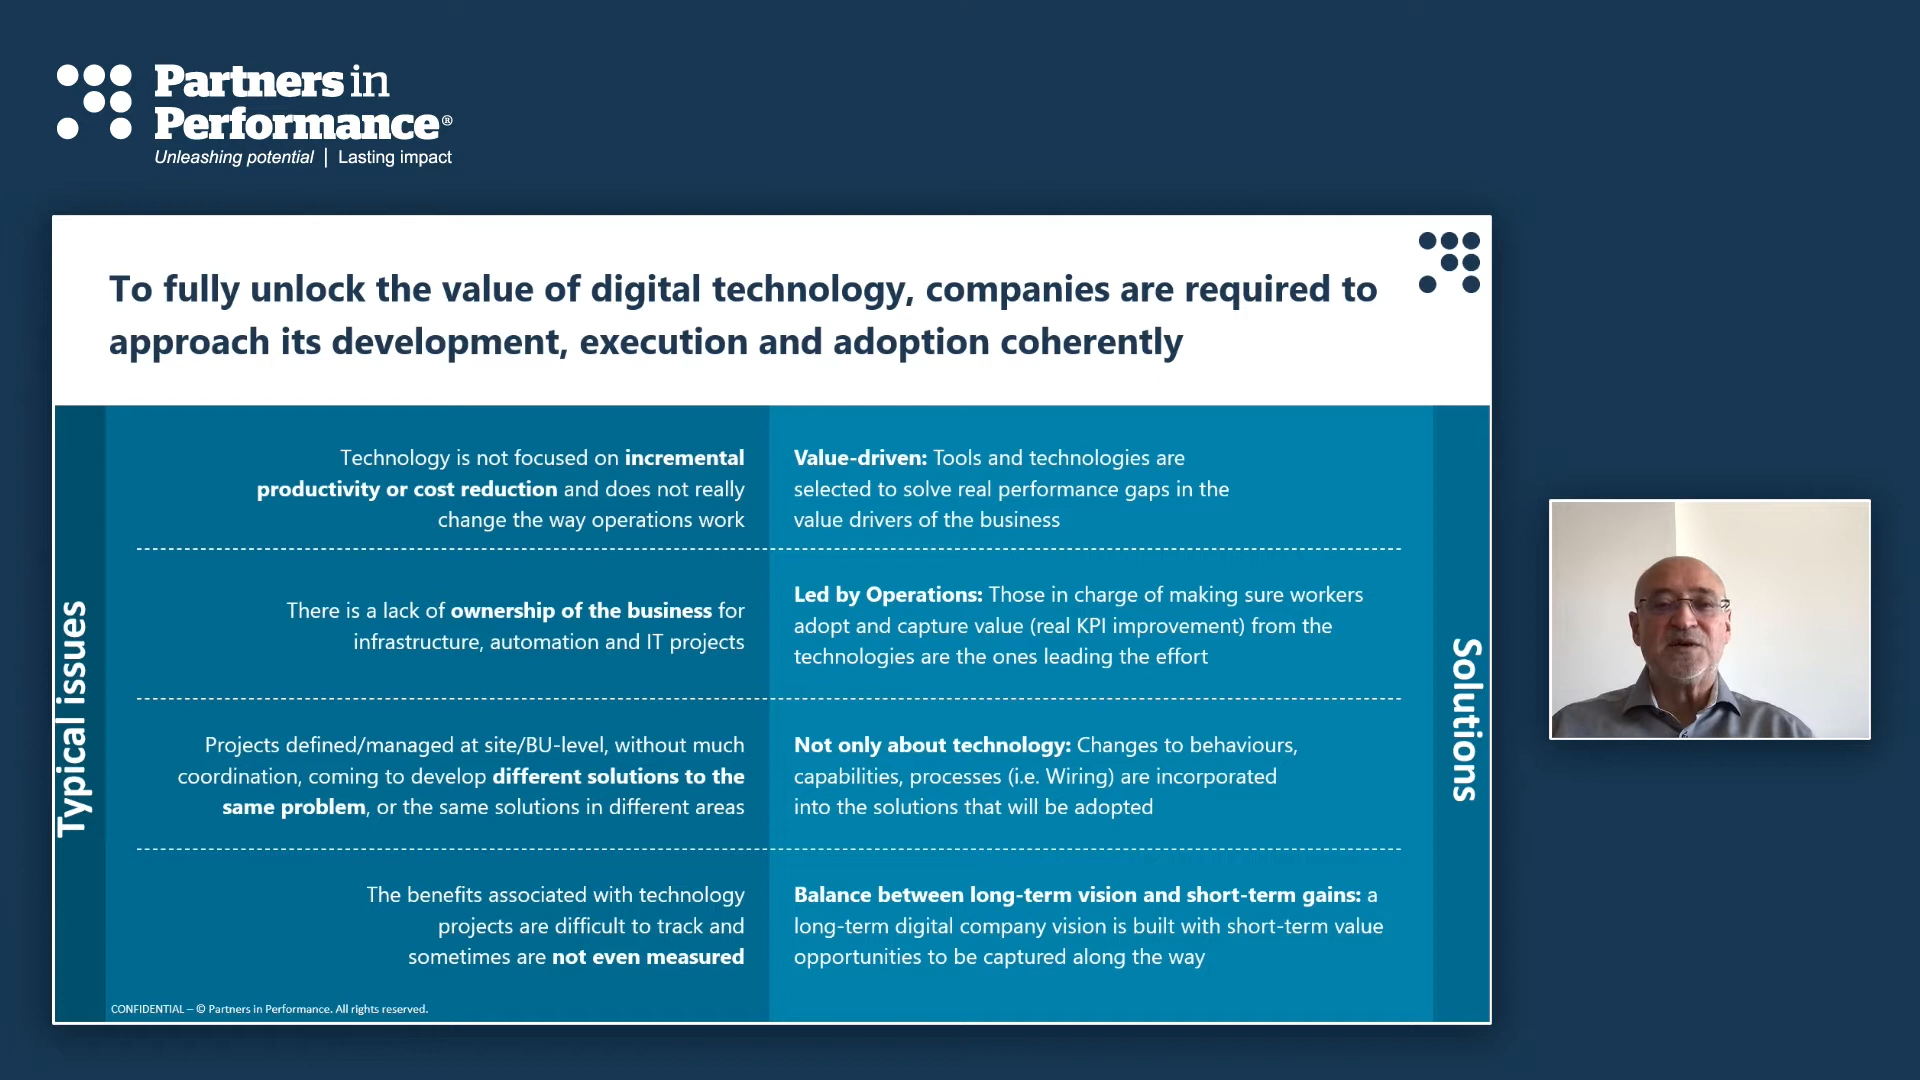 Partners in
Performance®
Unleashing potential | Lasting impact
To fully unlock the value of digital technology, companies are required to
approach its development, execution and adoption coherently
Typical issues
Technology is not focused on incremental
productivity or cost reduction and does not really
change the way operations work
Value-driven: Tools and technologies are
selected to solve real performance gaps in the
value drivers of the business
There is a lack of ownership of the business for
infrastructure, automation and IT projects
Led by Operations: Those in charge of making sure workers
adopt and capture value (real KPI improvement) from the
technologies are the ones leading the effort
Projects defined/managed at site/BU-level, without much
coordination, coming to develop different solutions to the
same problem, or the same solutions in different areas
Not only about technology: Changes to behaviours,
capabilities, processes (i.e. Wiring) are incorporated
into the solutions that will be adopted
The benefits associated with technology
projects are difficult to track and
sometimes are not even measured
Balance between long-term vision and short-term gains: a
long-term digital company vision is built with short-term value
opportunities to be captured along the way
Solutions
CONFIDENTIAL – © Partners in Performance. All rights reserved.